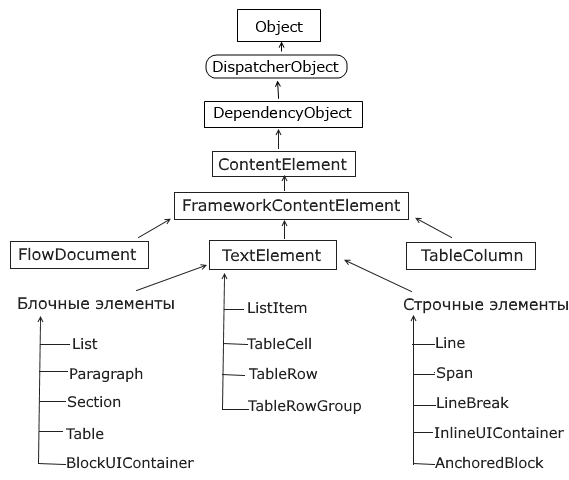 Object
DispatcherObject
DependencyObject
ContentElement
FrameworkContentElement
FlowDocument
TextElement
TableColumn
Блочные элементы
List
Paragraph
Section
Table
BlockUIContainer
ListItem
TableCell
TableRow
TableRowGroup
Строчные элементы
Line
Span
LineBreak
InlineUIContainer
AnchoredBlock